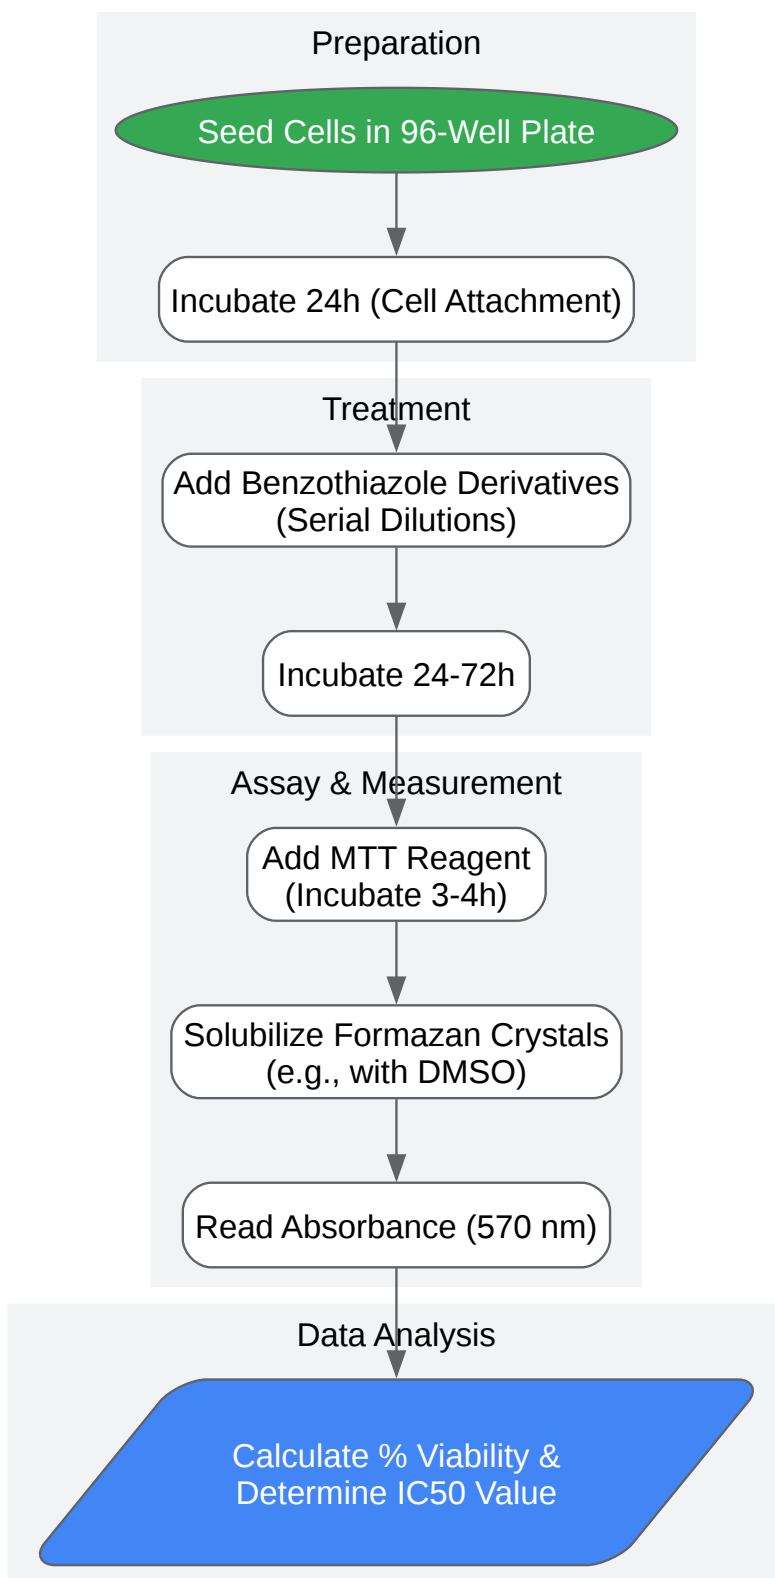 Preparation
Seed Cells in 96-Well Plate
Incubate 24h (Cell Attachment)
Treatment
Add Benzothiazole Derivatives
(Serial Dilutions)
Incubate 24-72h
Assay & Measurement
Add MTT Reagent
(Incubate 3-4h)
Solubilize Formazan Crystals
(e.g., with DMSO)
Read Absorbance (570 nm)
Data Analysis
Calculate % Viability &
Determine IC50 Value